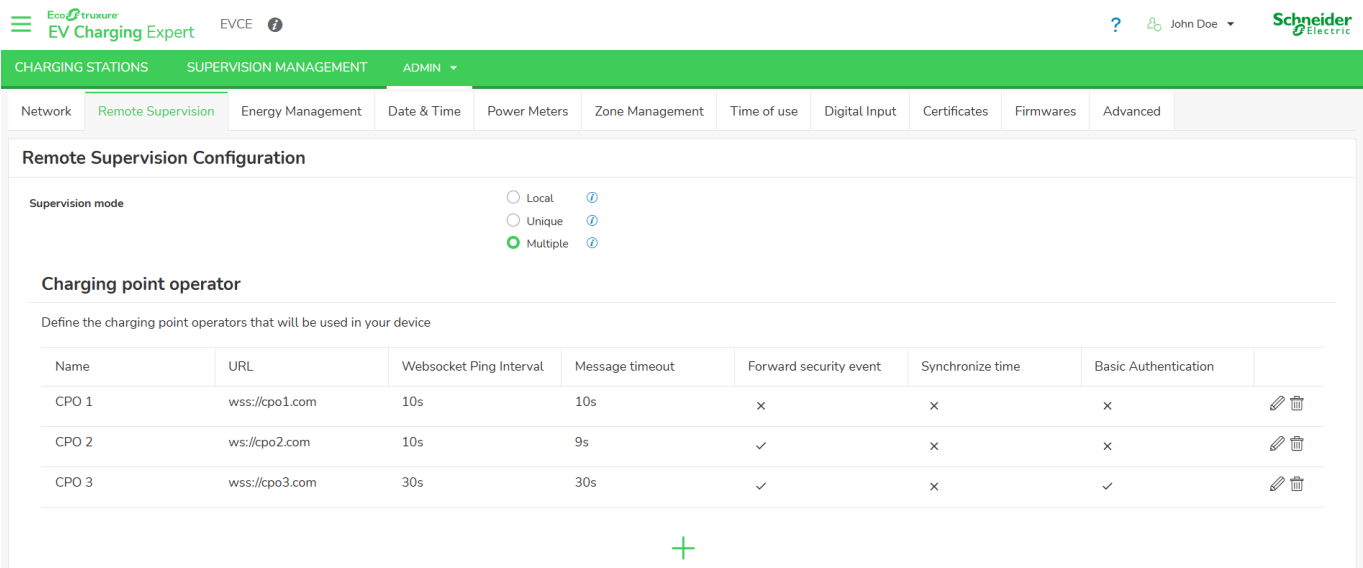 EcoStruxure
EV Charging Expert
EVCE
? John Doe
Schneider
Electric
CHARGING STATIONS SUPERVISION MANAGEMENT ADMIN
Network Remote Supervision Energy Management Date & Time Power Meters Zone Management Time of use Digital Input Certificates Firmwares Advanced
Remote Supervision Configuration
Supervision mode
Local
Unique
Multiple
Charging point operator
Define the charging point operators that will be used in your device
Name URL Websocket Ping Interval Message timeout Forward security event Synchronize time Basic Authentication
CPO 1 wss://cpo1.com 10s 10s
CPO 2 ws://cpo2.com 10s 9s
CPO 3 wss://cpo3.com 30s 30s